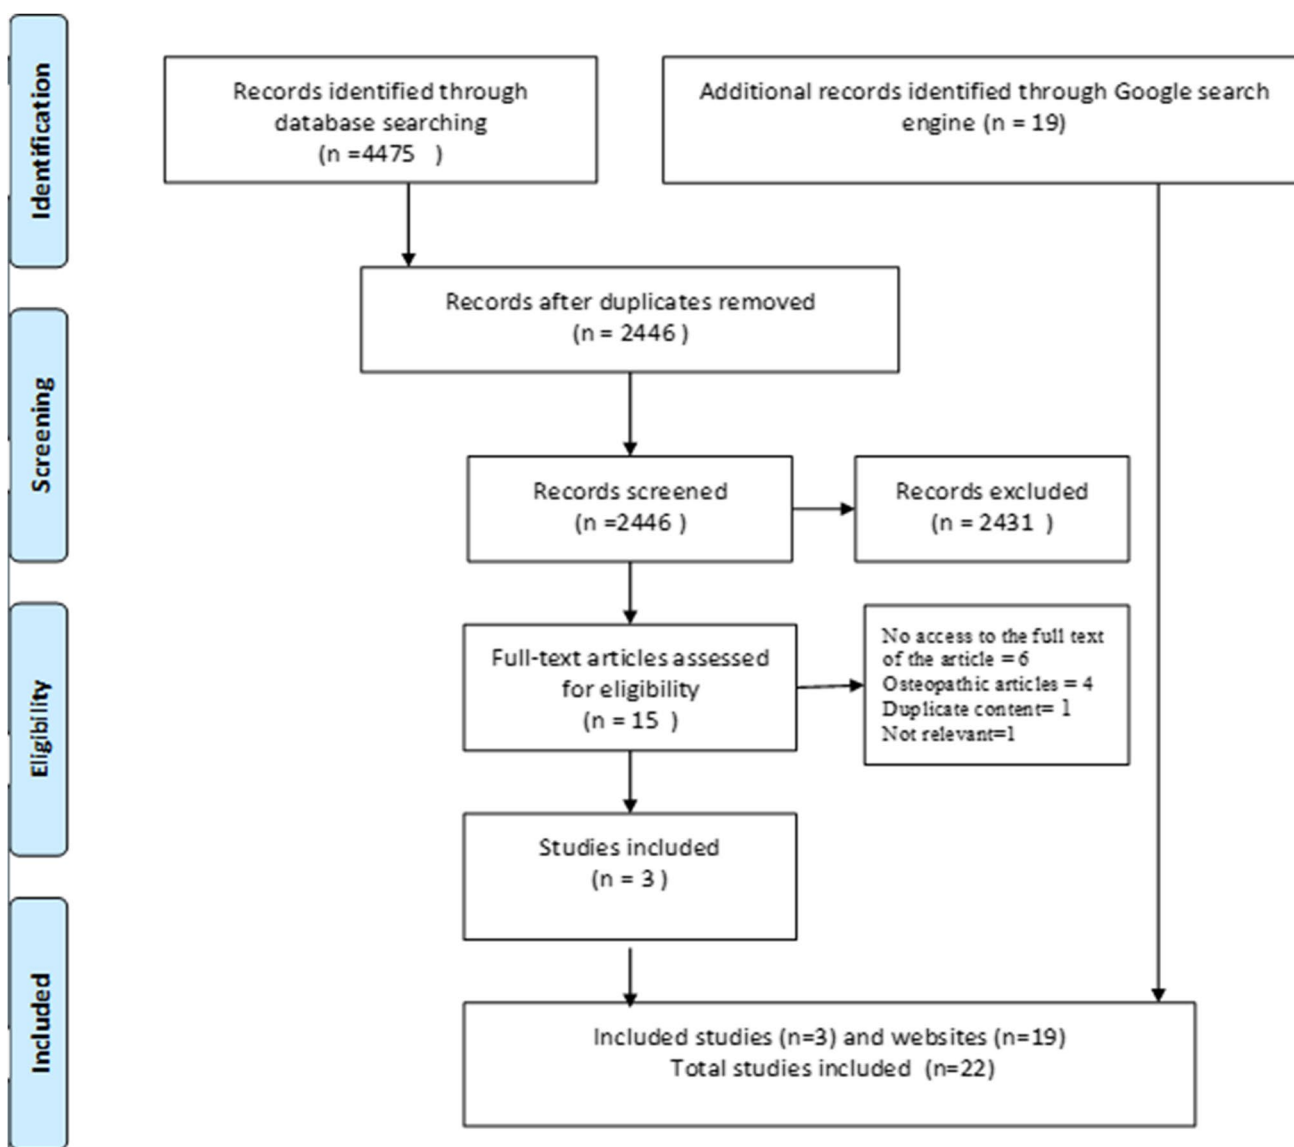 Identification
Records identified through
database searching
(n =4475   )
Additional records identified through Google search
engine (n = 19)
Records after duplicates removed
(n = 2446 )
Screening
Records screened
(n =2446 )
Records excluded
(n = 2431  )
Eligibility
Full-text articles assessed
for eligibility
(n = 15  )
No access to the full text
of the article = 6
Osteopathic articles = 4
Duplicate content= 1
Not relevant=1
Studies included
(n = 3 )
Included
Included studies (n=3) and websites (n=19)
Total studies included  (n=22)